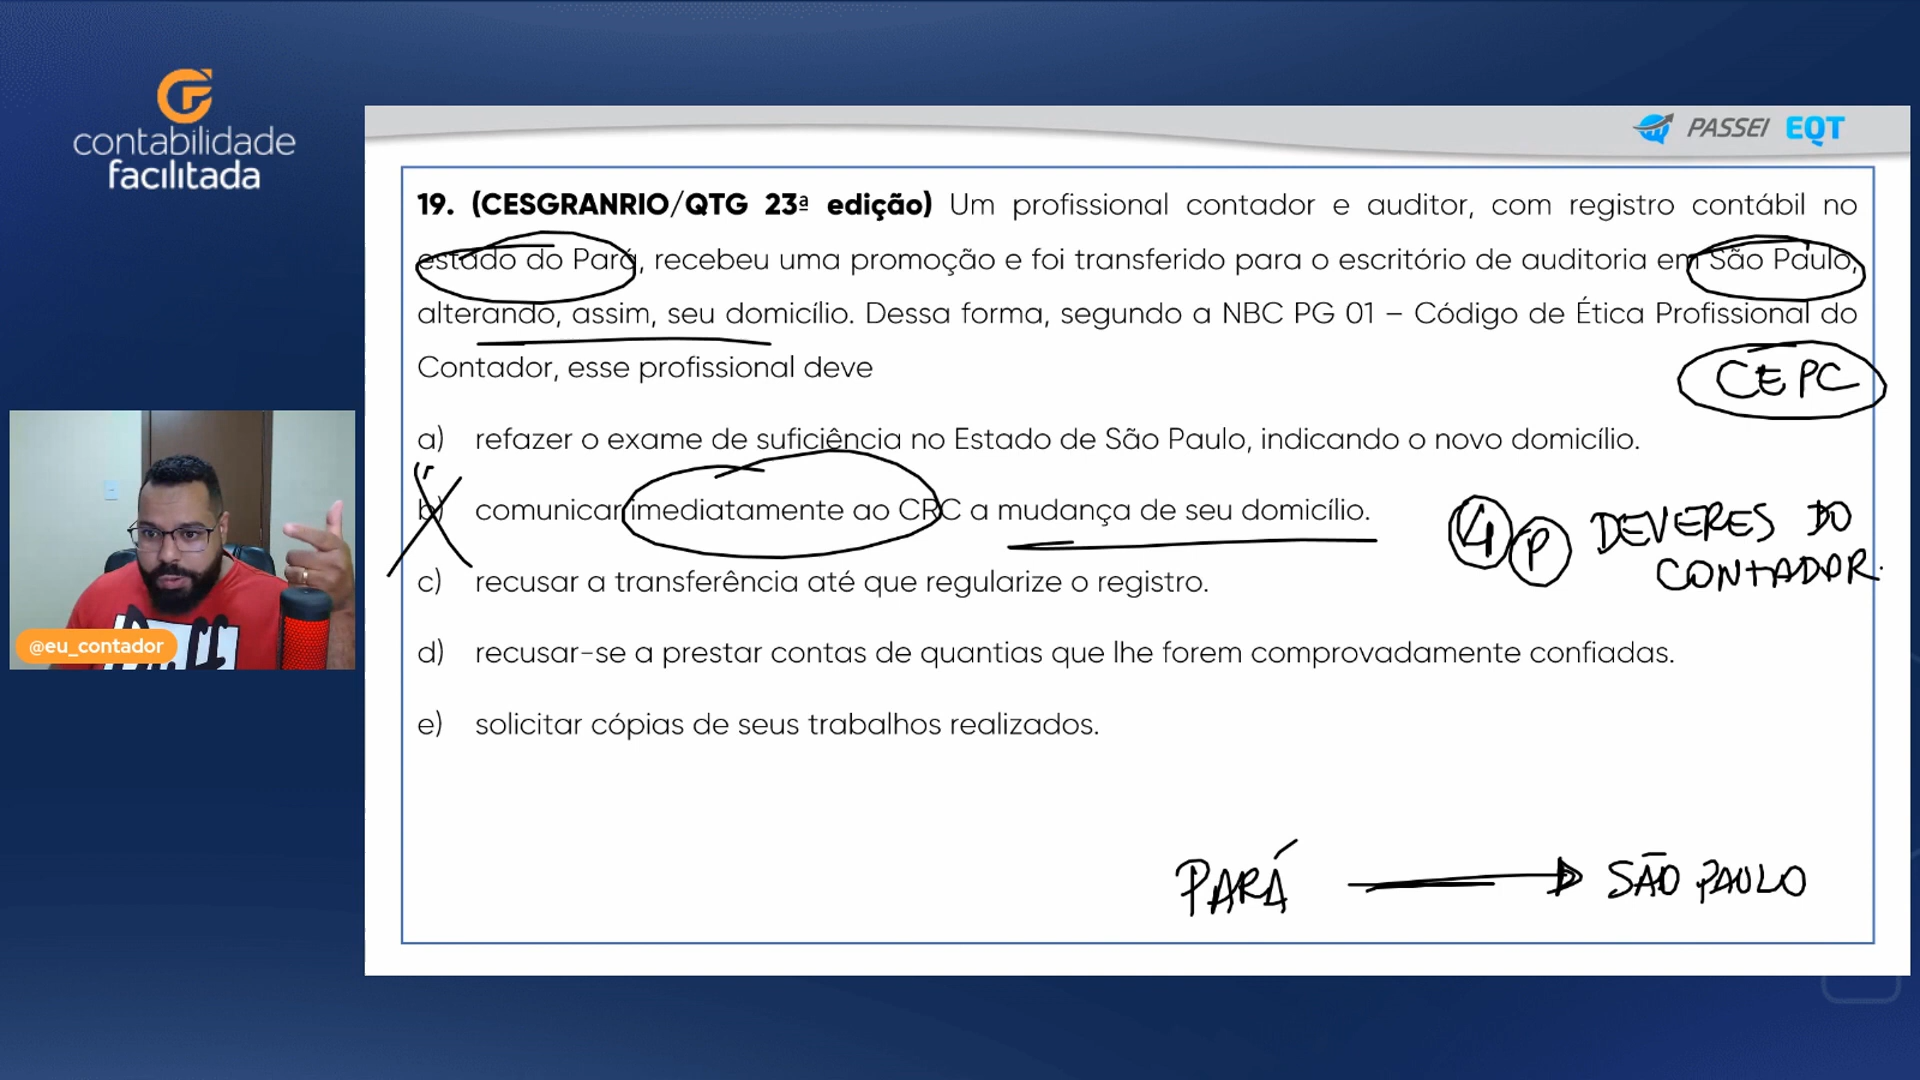 contabilidade
facilitada
PASSEI EQT
19. (CESGRANRIO/QTG 23ª edição) Um profissional contador e auditor, com registro contábil no
estado do Pará, recebeu uma promoção e foi transferido para o escritório de auditoria em São Paulo,
alterando, assim, seu domicílio. Dessa forma, segundo a NBC PG 01 – Código de Ética Profissional do
Contador, esse profissional deve
CEPC
a) refazer o exame de suficiência no Estado de São Paulo, indicando o novo domicílio.
b) comunicar imediatamente ao CRC a mudança de seu domicílio.
4 P DEVERES DO
CONTADOR.
c) recusar a transferência até que regularize o registro.
d) recusar-se a prestar contas de quantias que lhe forem comprovadamente confiadas.
e) solicitar cópias de seus trabalhos realizados.
@eu_contador
PARÁ SÃO PAULO